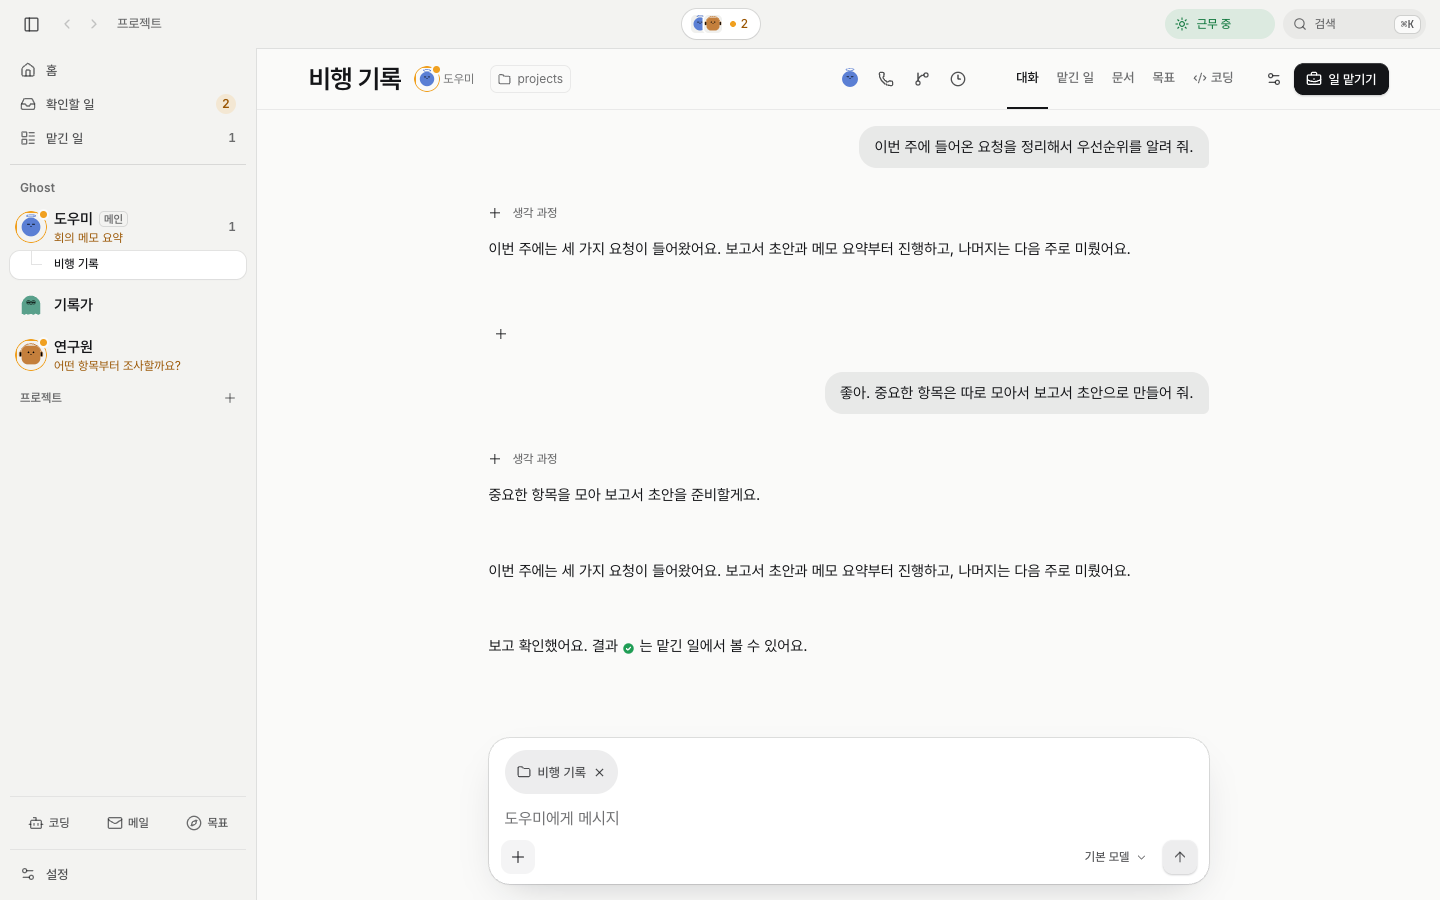 프로젝트
2
근무 중
검색
⌘K
홈
확인할 일
2
맡긴 일
1
Ghost
도우미
메인
회의 메모 요약
1
비행 기록
기록가
연구원
어떤 항목부터 조사할까요?
프로젝트
코딩
메일
목표
설정
비행 기록
도우미
projects
대화
맡긴 일
문서
목표
코딩
일 맡기기
이번 주에 들어온 요청을 정리해서 우선순위를 알려 줘.
생각 과정
이번 주에는 세 가지 요청이 들어왔어요. 보고서 초안과 메모 요약부터 진행하고, 나머지는 다음 주로 미뤘어요.
좋아. 중요한 항목은 따로 모아서 보고서 초안으로 만들어 줘.
생각 과정
중요한 항목을 모아 보고서 초안을 준비할게요.
이번 주에는 세 가지 요청이 들어왔어요. 보고서 초안과 메모 요약부터 진행하고, 나머지는 다음 주로 미뤘어요.
보고 확인했어요. 결과 는 맡긴 일에서 볼 수 있어요.
비행 기록
도우미에게 메시지
기본 모델